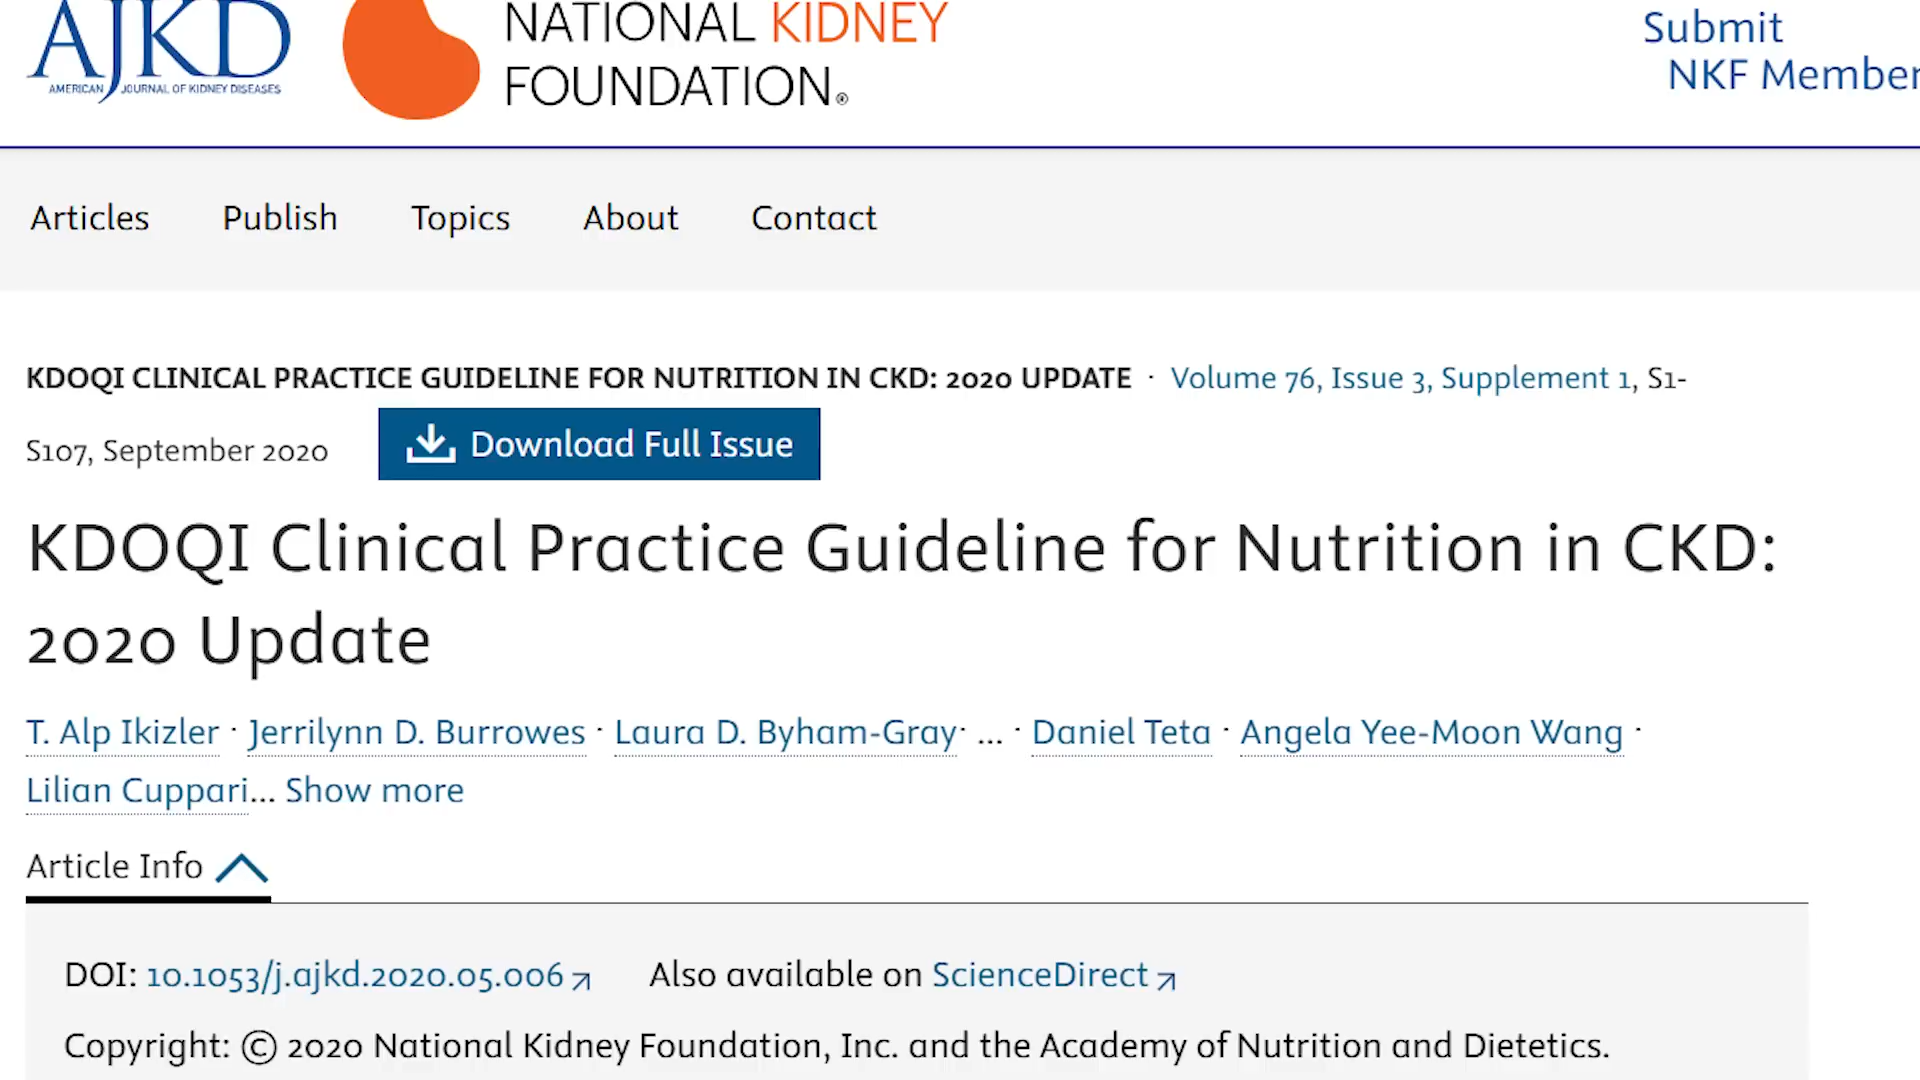 AJKD
AMERICAN JOURNAL OF KIDNEY DISEASES
NATIONAL KIDNEY
FOUNDATION®
Submit
NKF Member
Articles Publish Topics About Contact
KDOQI CLINICAL PRACTICE GUIDELINE FOR NUTRITION IN CKD: 2020 UPDATE · Volume 76, Issue 3, Supplement 1, S1-
S107, September 2020 Download Full Issue
KDOQI Clinical Practice Guideline for Nutrition in CKD:
2020 Update
T. Alp Ikizler · Jerrilynn D. Burrowes · Laura D. Byham-Gray · ... · Daniel Teta · Angela Yee-Moon Wang ·
Lilian Cuppari... Show more
Article Info
DOI: 10.1053/j.ajkd.2020.05.006 Also available on ScienceDirect
Copyright: © 2020 National Kidney Foundation, Inc. and the Academy of Nutrition and Dietetics.